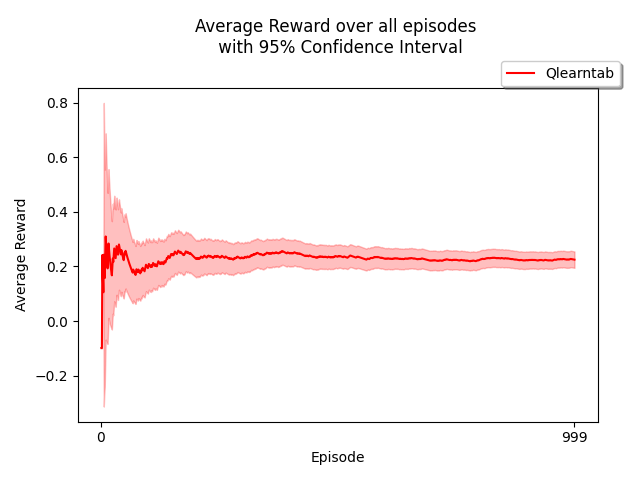 Average Reward over all episodes
with 95% Confidence Interval
Qlearntab
0.8
0.6
0.4
0.2
0.0
−0.2
Average Reward
0
999
Episode